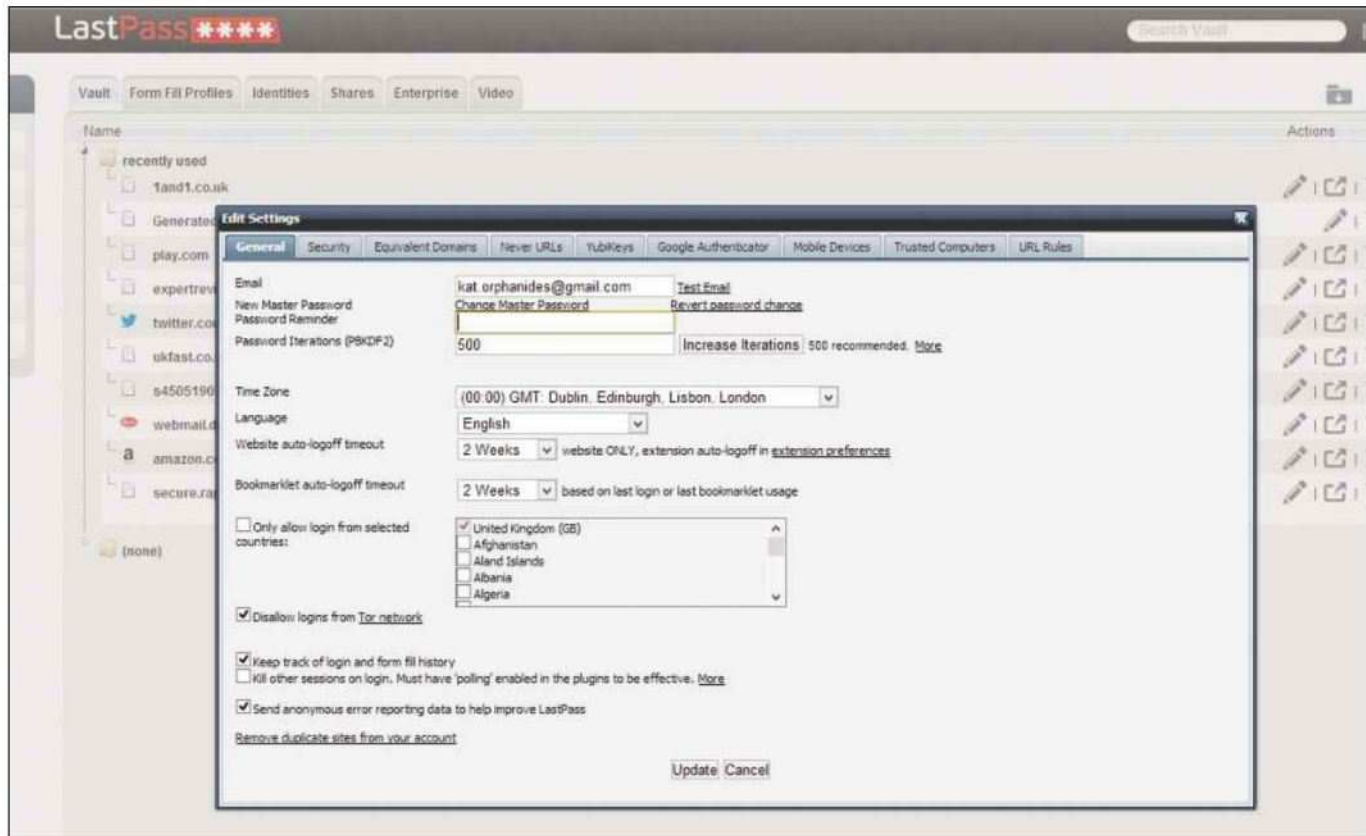 LastPass ****
Search Vault
Vault Form Fill Profiles Identities Shares Enterprise Video
Name Actions
recently used
1and1.co.uk
Generated
play.com
expertrev
twitter.co
ukfast.co.
s4505190
webmail.d
amazon.c
secure.ra
(none)
Edit Settings
General Security Equivalent Domains Never URLs YubiKeys Google Authenticator Mobile Devices Trusted Computers URL Rules
Email kat.orphanides@gmail.com Test Email
New Master Password Change Master Password Revert password change
Password Reminder
Password Iterations (PBKDF2) 500 Increase Iterations 500 recommended. More
Time Zone (00:00) GMT: Dublin, Edinburgh, Lisbon, London
Language English
Website auto-logoff timeout 2 Weeks website ONLY, extension auto-logoff in extension preferences
Bookmarklet auto-logoff timeout 2 Weeks based on last login or last bookmarklet usage
Only allow login from selected
countries:
United Kingdom (GB)
Afghanistan
Aland Islands
Albania
Algeria
Disallow logins from Tor network
Keep track of login and form fill history
Kill other sessions on login. Must have 'polling' enabled in the plugins to be effective. More
Send anonymous error reporting data to help improve LastPass
Remove duplicate sites from your account
Update Cancel